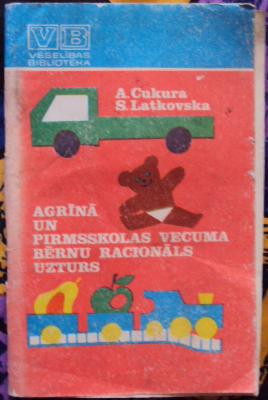 VB
VESELĪBAS
BIBLIOTĒKA
A. Cukura
S. Latkovska
AGRĪNĀ
UN
PIRMSSKOLAS VECUMA
BĒRNU RACIONĀLS
UZTURS